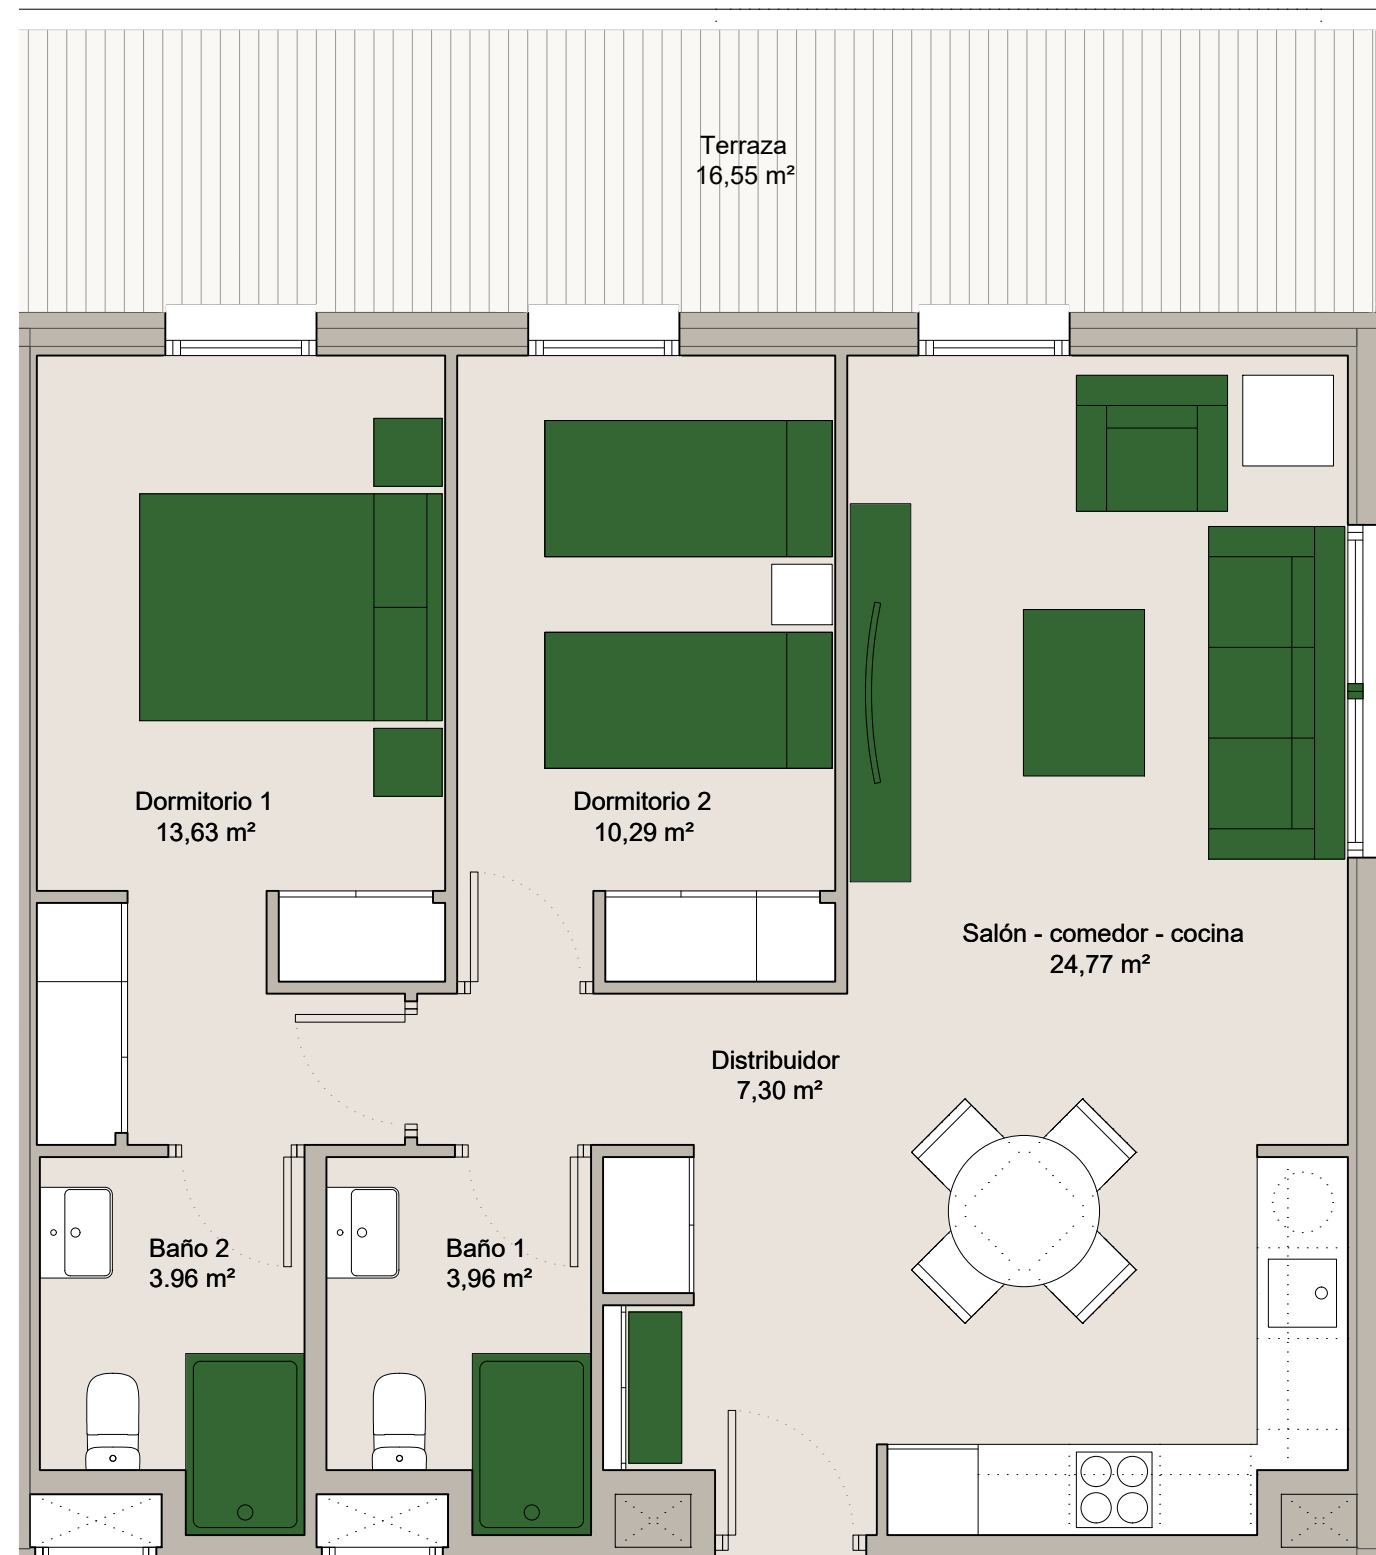 Terraza
16,55 m²
Dormitorio 1
13,63 m²
Dormitorio 2
10,29 m²
Salón - comedor - cocina
24,77 m²
Distribuidor
7,30 m²
Baño 2
3.96 m²
Baño 1
3,96 m²